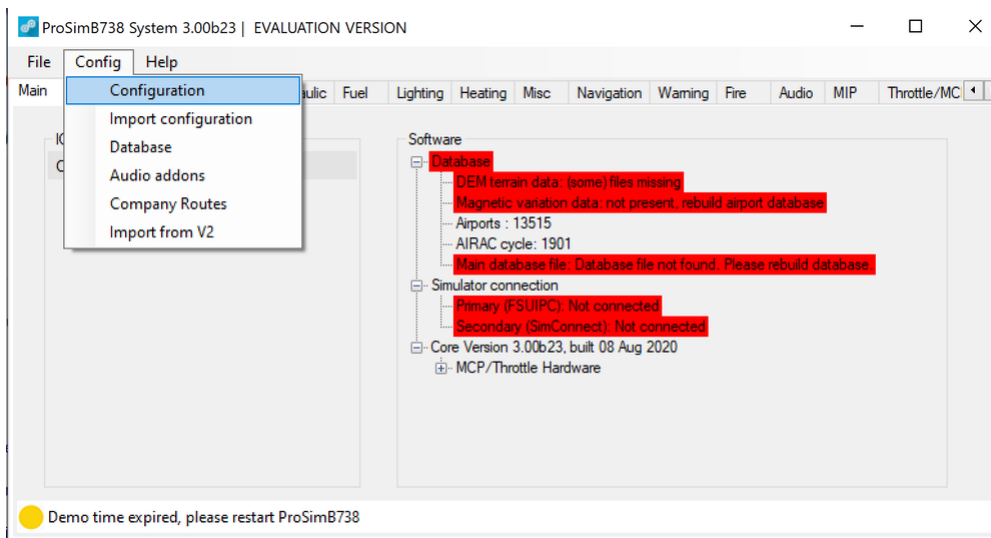 ProSimB738 System 3.00b23 | EVALUATION VERSION
File Config Help
Main Fuel Lighting Heating Misc Navigation Warning Fire Audio MIP Throttle/MC
Configuration
Import configuration
Database
Audio addons
Company Routes
Import from V2
Software
Database
DEM terrain data: (some) files missing
Magnetic variation data: not present, rebuild airport database
Airports : 13515
AIRAC cycle: 1901
Main database file: Database file not found. Please rebuild database.
Simulator connection
Primary (FSUIPC): Not connected
Secondary (SimConnect): Not connected
Core Version 3.00b23, built 08 Aug 2020
MCP/Throttle Hardware
Demo time expired, please restart ProSimB738